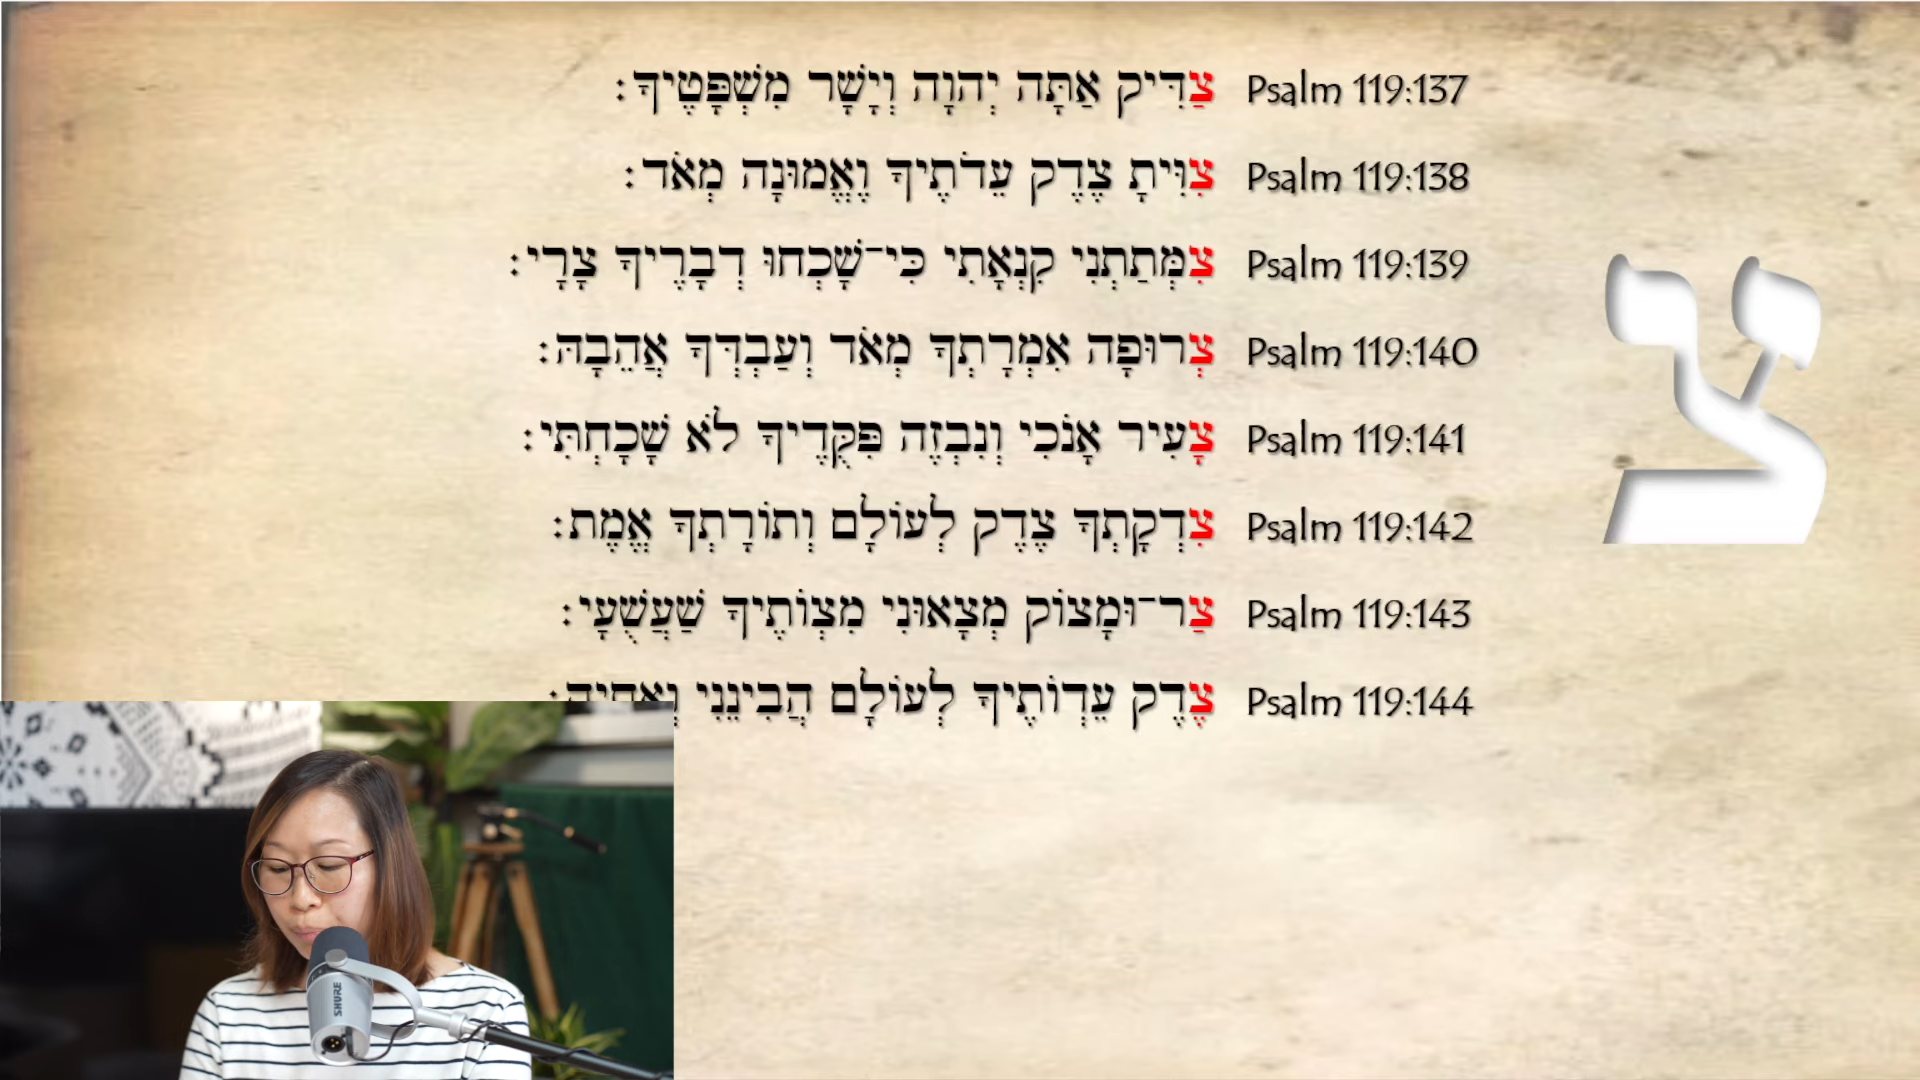 צַדִּיק אַתָּה יְהוָה וְיָשָׁר מִשְׁפָּטֶיךָ׃ Psalm 119:137
צִוִּיתָ צֶדֶק עֵדֹתֶיךָ וֶאֱמוּנָה מְאֹד׃ Psalm 119:138
צִמְּתַתְנִי קִנְאָתִי כִּי־שָׁכְחוּ דְבָרֶיךָ צָרָי׃ Psalm 119:139
צְרוּפָה אִמְרָתְךָ מְאֹד וְעַבְדְּךָ אֲהֵבָהּ׃ Psalm 119:140
צָעִיר אָנֹכִי וְנִבְזֶה פִּקֻּדֶיךָ לֹא שָׁכָחְתִּי׃ Psalm 119:141
צִדְקָתְךָ צֶדֶק לְעוֹלָם וְתוֹרָתְךָ אֱמֶת׃ Psalm 119:142
צַר־וּמָצוֹק מְצָאוּנִי מִצְוֹתֶיךָ שַׁעֲשֻׁעָי׃ Psalm 119:143
צֶדֶק עֵדְוֹתֶיךָ לְעוֹלָם הֲבִינֵנִי Psalm 119:144
צ
SHURE